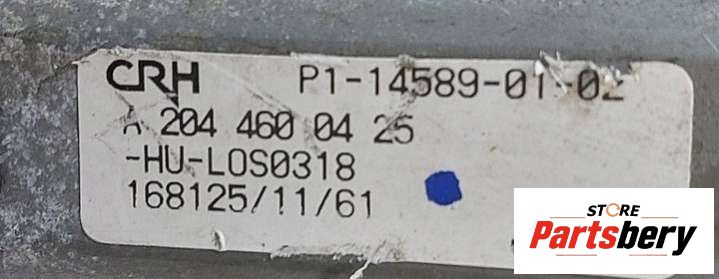 CRH P1-14589-01-02
A 204 460 04 25
-HU-LOS0318
168125/11/61
STORE
Partsbery